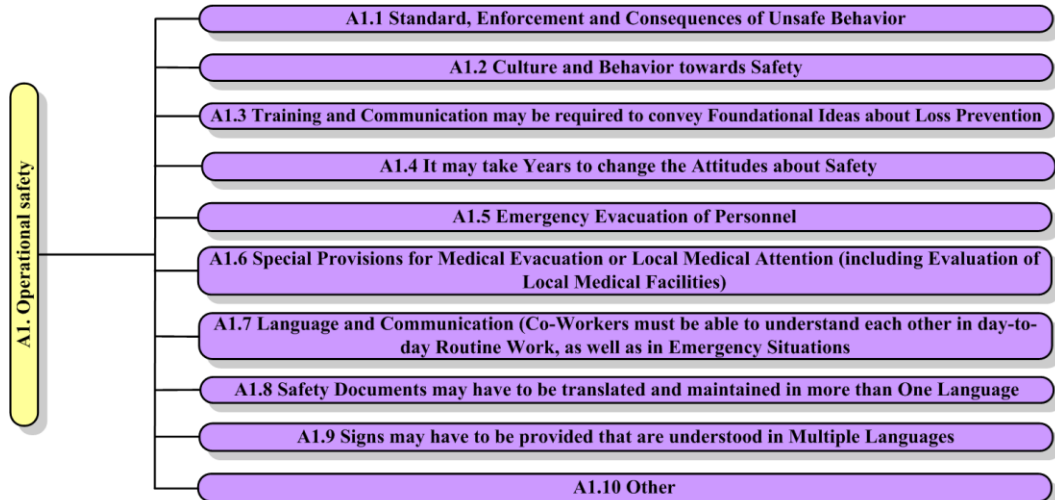 A1. Operational safety
A1.1 Standard, Enforcement and Consequences of Unsafe Behavior
A1.2 Culture and Behavior towards Safety
A1.3 Training and Communication may be required to convey Foundational Ideas about Loss Prevention
A1.4 It may take Years to change the Attitudes about Safety
A1.5 Emergency Evacuation of Personnel
A1.6 Special Provisions for Medical Evacuation or Local Medical Attention (including Evaluation of
Local Medical Facilities)
A1.7 Language and Communication (Co-Workers must be able to understand each other in day-to-
day Routine Work, as well as in Emergency Situations
A1.8 Safety Documents may have to be translated and maintained in more than One Language
A1.9 Signs may have to be provided that are understood in Multiple Languages
A1.10 Other